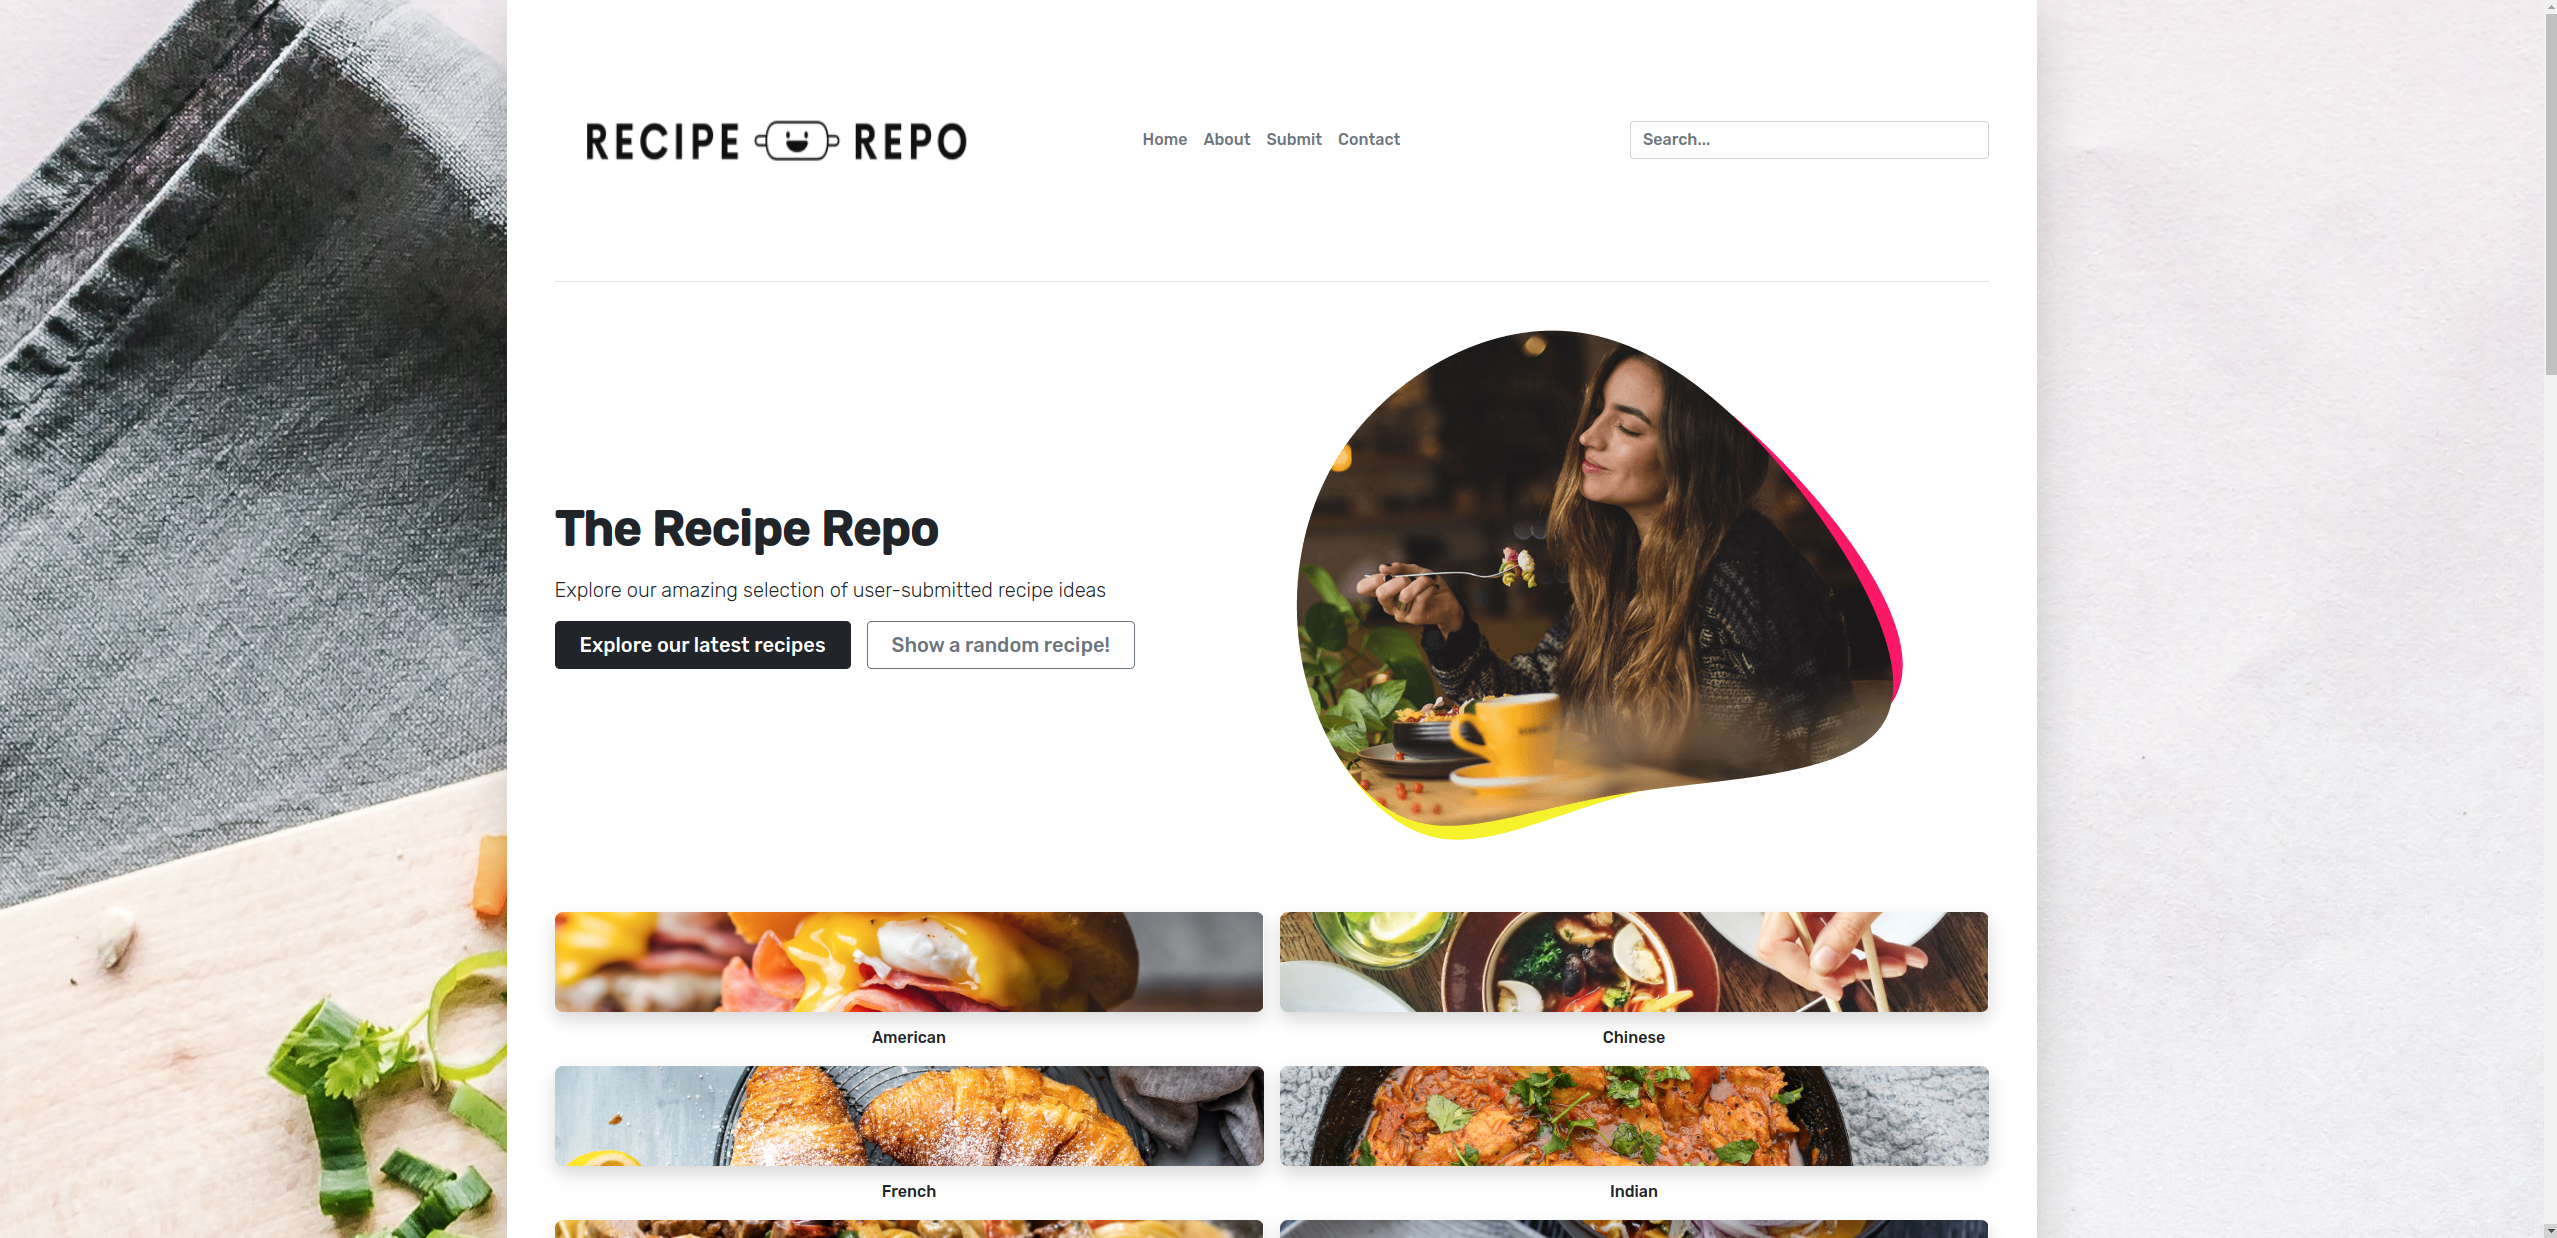 RECIPE REPO
Home About Submit Contact
Search...
The Recipe Repo
Explore our amazing selection of user-submitted recipe ideas
Explore our latest recipes
Show a random recipe!
American
Chinese
French
Indian